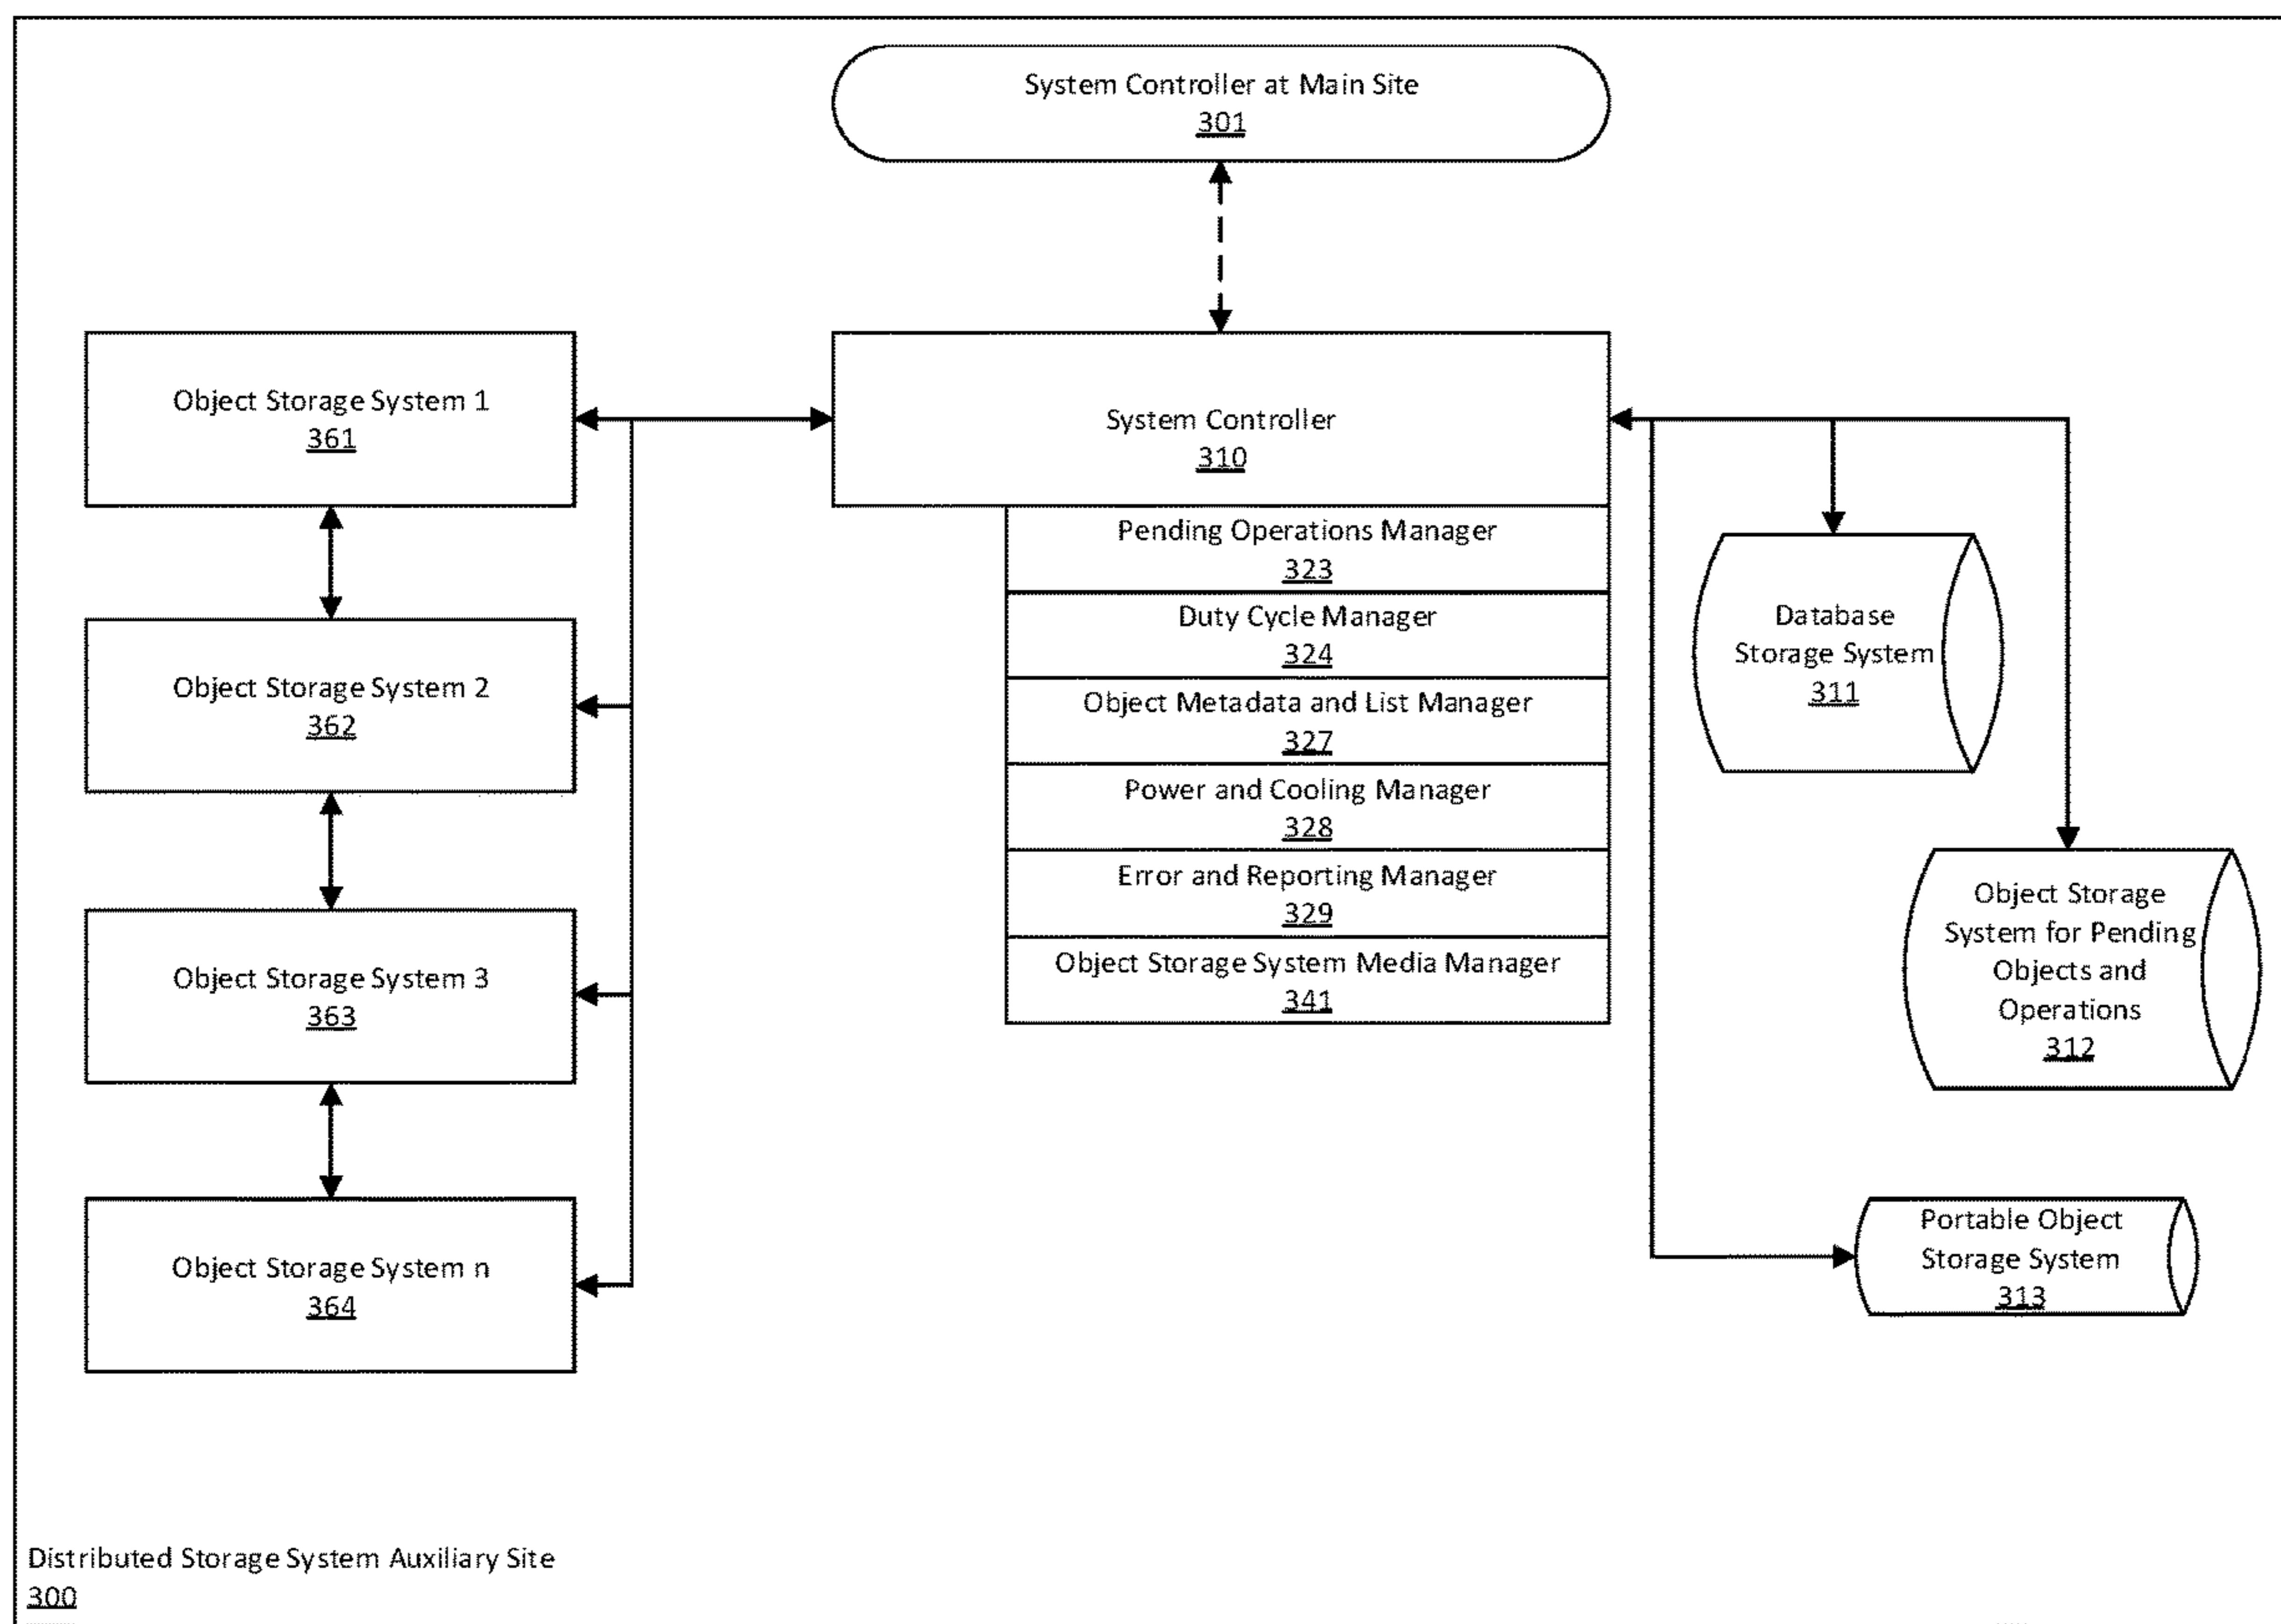 System Controller at Main Site
301
Object Storage System 1
361
System Controller
310
Pending Operations Manager
323
Duty Cycle Manager
324
Object Metadata and List Manager
327
Power and Cooling Manager
328
Error and Reporting Manager
329
Object Storage System Media Manager
341
Object Storage System 2
362
Object Storage System 3
363
Object Storage System n
364
Database
Storage System
311
Object Storage
System for Pending
Objects and
Operations
312
Portable Object
Storage System
313
Distributed Storage System Auxiliary Site
300